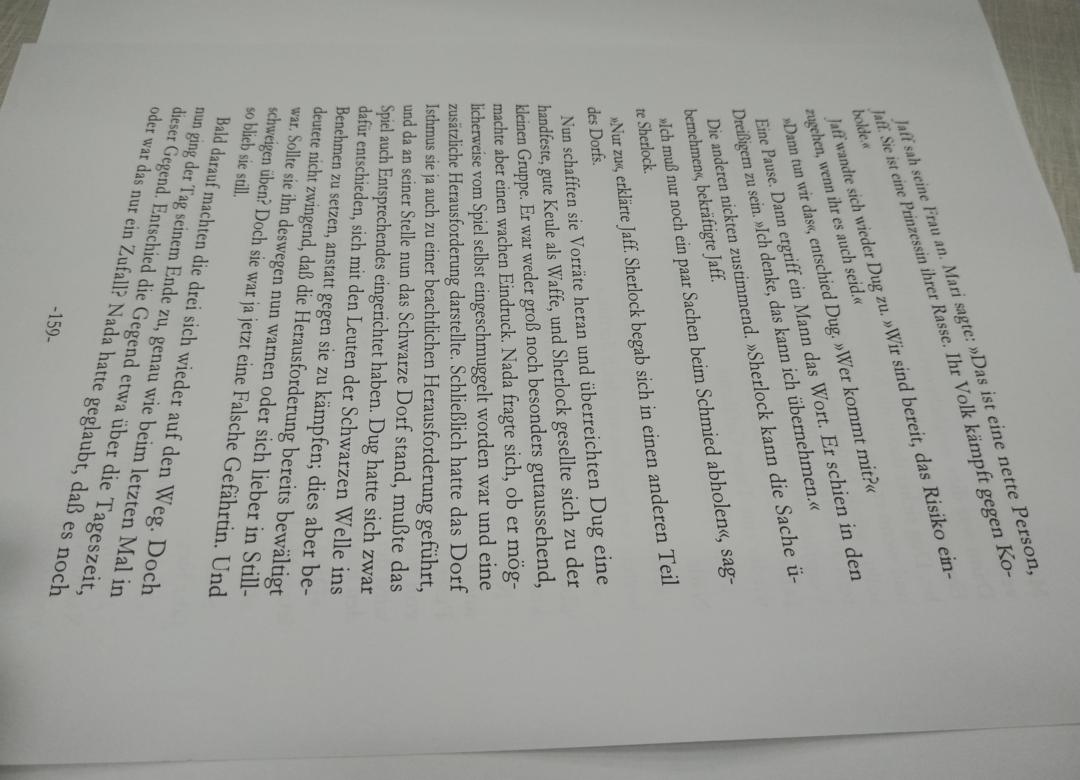 Jaff sah seine Frau an. Mari sagte: »Das ist eine nette Person,
Jaff. Sie ist eine Prinzessin ihrer Rasse. Ihr Volk kämpft gegen Ko-
bolde.«
Jaff wandte sich wieder Dug zu. »Wir sind bereit, das Risiko ein-
zugehen, wenn ihr es auch seid.«
»Dann tun wir das«, entschied Dug. »Wer kommt mit?«
Eine Pause. Dann ergriff ein Mann das Wort. Er schien in den
Dreißigern zu sein. »Ich denke, das kann ich übernehmen.«
Die anderen nickten zustimmend. »Sherlock kann die Sache ü-
bernehmen«, bekräftigte Jaff.
»Ich muß nur noch ein paar Sachen beim Schmied abholen«, sag-
te Sherlock.
»Nur zu«, erklärte Jaff. Sherlock begab sich in einen anderen Teil
des Dorfs.
Nun schafften sie Vorräte heran und überreichten Dug eine
handfeste, gute Keule als Waffe, und Sherlock gesellte sich zu der
kleinen Gruppe. Er war weder groß noch besonders gutaussehend,
machte aber einen wachen Eindruck. Nada fragte sich, ob er mög-
licherweise vom Spiel selbst eingeschmuggelt worden war und eine
zusätzliche Herausforderung darstellte. Schließlich hatte das Dorf
Isthmus sie ja auch zu einer beachtlichen Herausforderung geführt,
und da an seiner Stelle nun das Schwarze Dorf stand, mußte das
Spiel auch Entsprechendes eingerichtet haben. Dug hatte sich zwar
dafür entschieden, sich mit den Leuten der Schwarzen Welle ins
Benehmen zu setzen, anstatt gegen sie zu kämpfen; dies aber be-
deutete nicht zwingend, daß die Herausforderung bereits bewältigt
war. Sollte sie ihn deswegen nun warnen oder sich lieber in Still-
schweigen üben? Doch sie war ja jetzt eine Falsche Gefährtin. Und
so blieb sie still.
Bald darauf machten die drei sich wieder auf den Weg. Doch
nun ging der Tag seinem Ende zu, genau wie beim letzten Mal in
dieser Gegend. Entschied die Gegend etwa über die Tageszeit,
oder war das nur ein Zufall? Nada hatte geglaubt, daß es noch
-159-